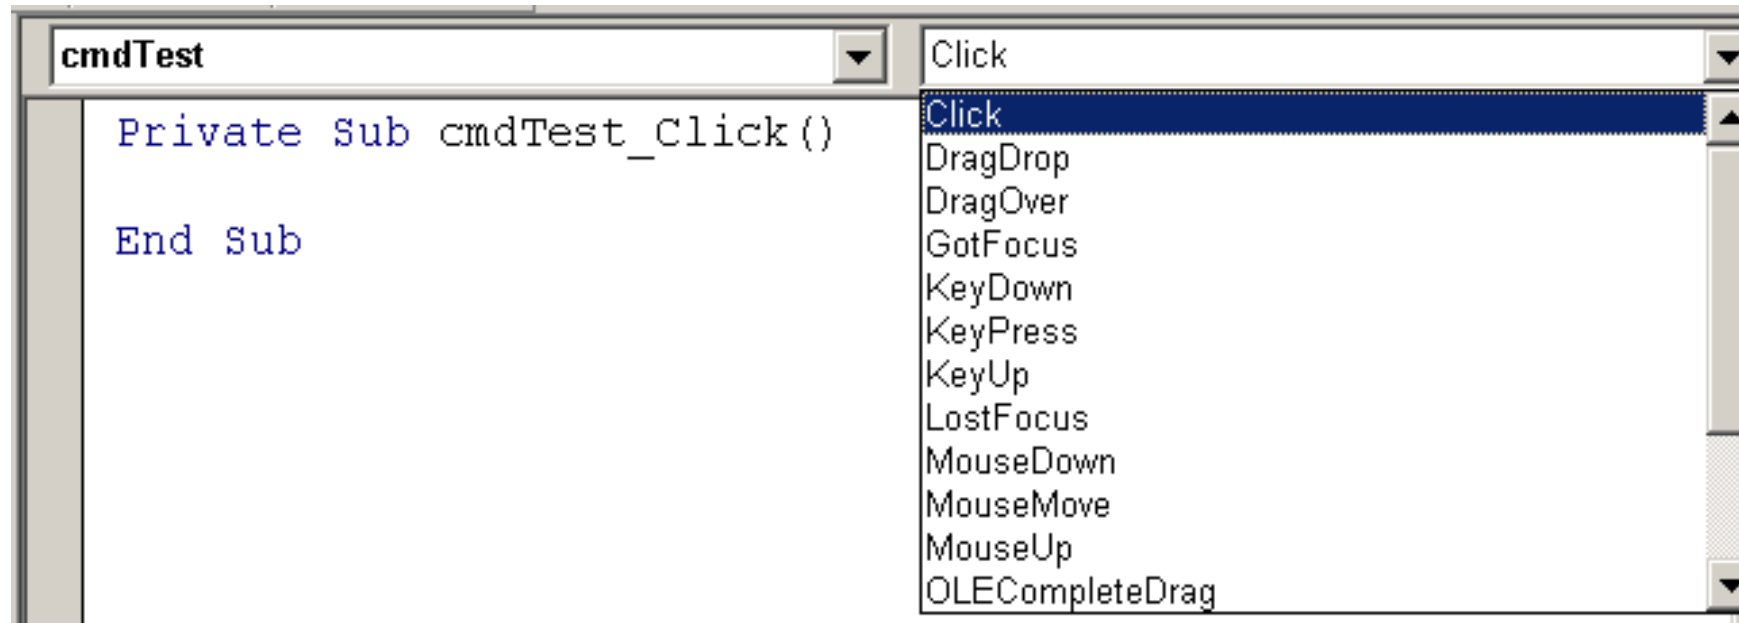 cmdTest
Click
Private Sub cmdTest_Click()
End Sub
Click
DragDrop
DragOver
GotFocus
KeyDown
KeyPress
KeyUp
LostFocus
MouseDown
MouseMove
MouseUp
OLECompleteDrag